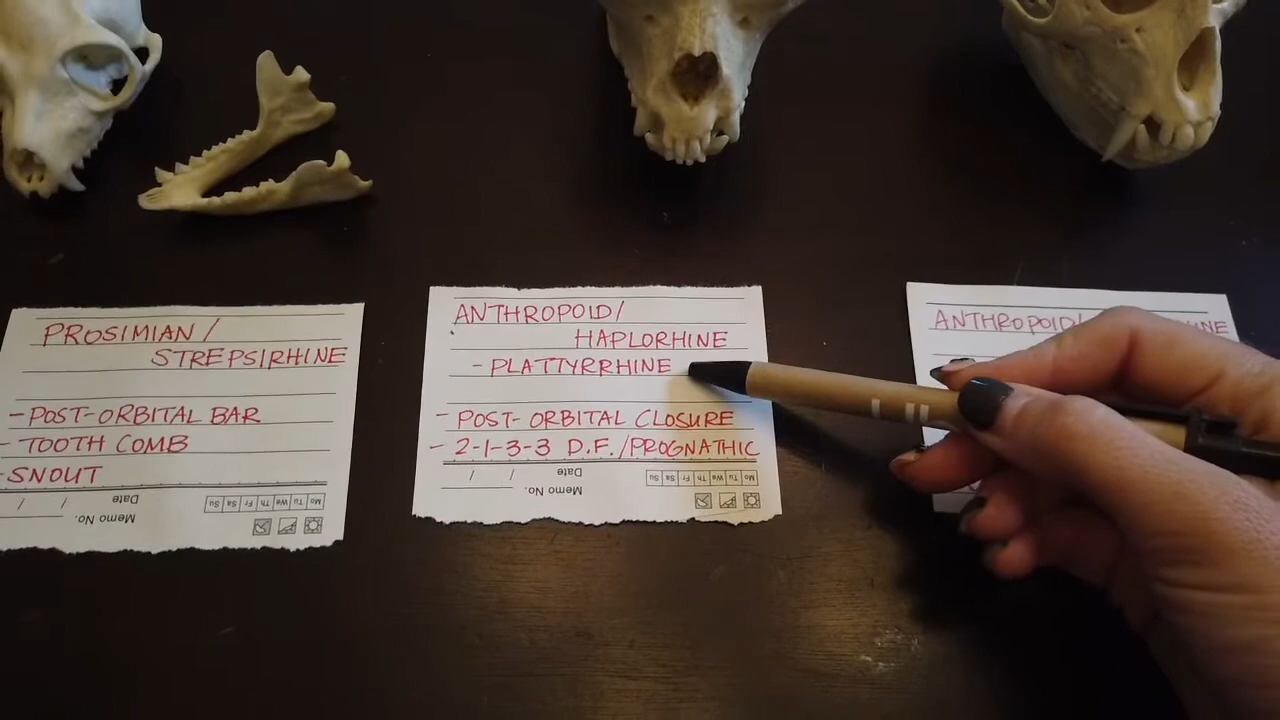 PROSIMIAN /
STREPSIRHINE
- POST-ORBITAL BAR
- TOOTH COMB
- SNOUT
Mo Tu We Th Fr Sa Su
Memo No.
Date / /
ANTHROPOID/
HAPLORHINE
- PLATTYRRHINE
- POST-ORBITAL CLOSURE
- 2-1-3-3 D.F./PROGNATHIC
Mo Tu We Th Fr Sa Su
Memo No.
Date / /
ANTHROPOID/